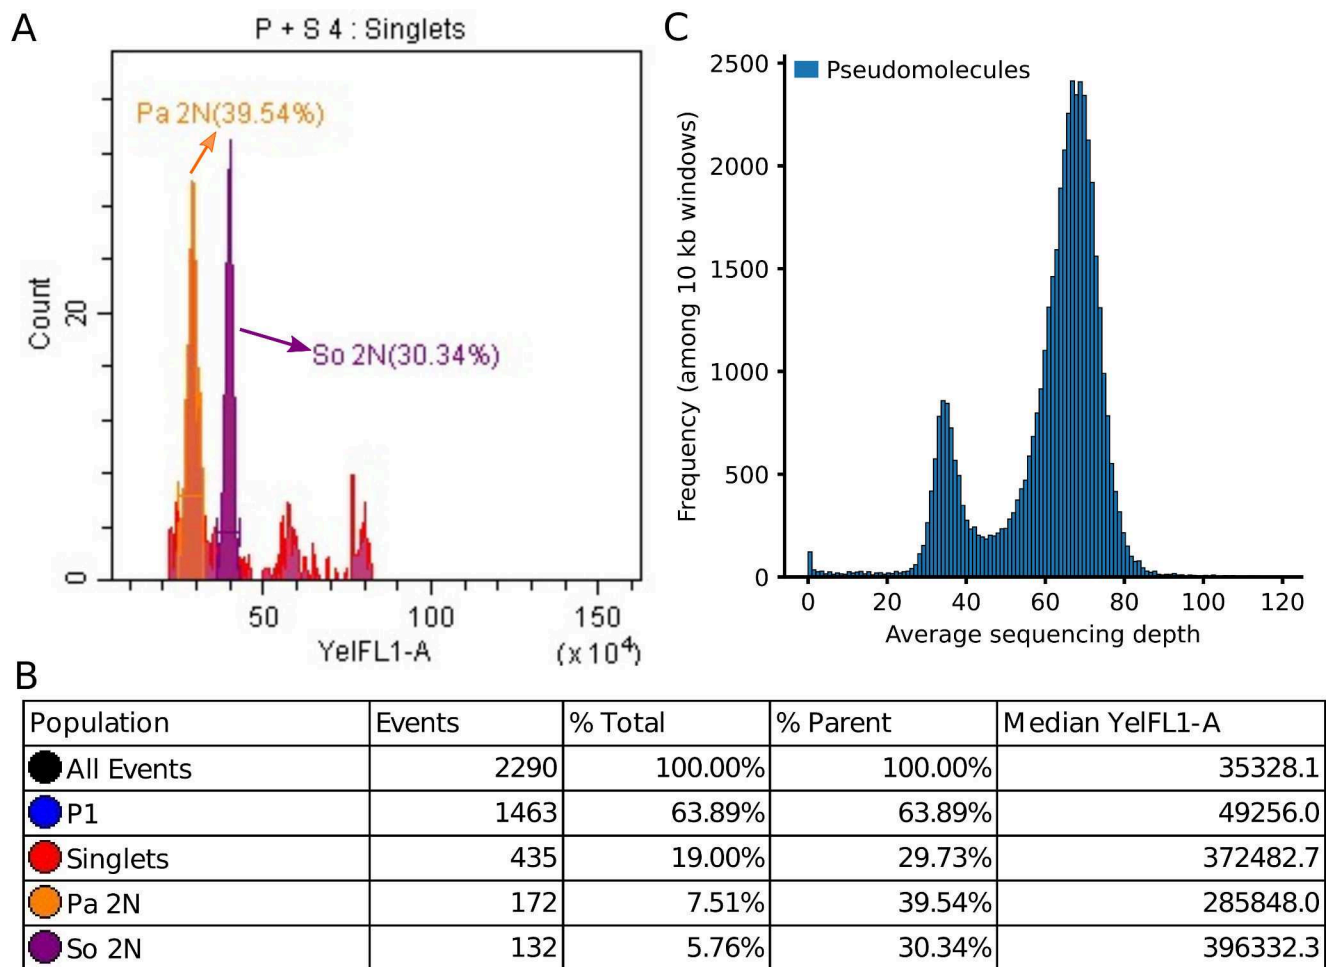 A
P + S 4 : Singlets
Pa 2N(39.54%)
So 2N(30.34%)
Count
20
0
50 100 150
YelFL1-A (x 10⁴)
C
Pseudomolecules
Frequency (among 10 kb windows)
2500
2000
1500
1000
500
0
0 20 40 60 80 100 120
Average sequencing depth
B
Population Events % Total % Parent Median YelFL1-A
All Events 2290 100.00% 100.00% 35328.1
P1 1463 63.89% 63.89% 49256.0
Singlets 435 19.00% 29.73% 372482.7
Pa 2N 172 7.51% 39.54% 285848.0
So 2N 132 5.76% 30.34% 396332.3